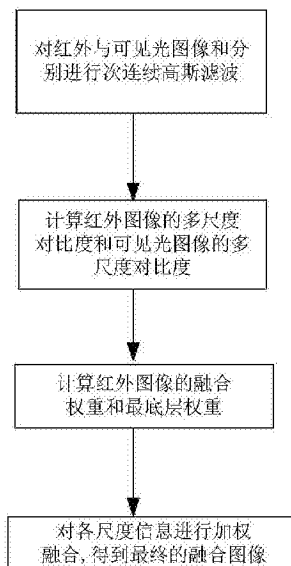 对红外与可见光图像和分
别进行次连续高斯滤波
计算红外图像的多尺度
对比度和可见光图像的多
尺度对比度
计算红外图像的融合
权重和最底层权重
对各尺度信息进行加权
融合,得到最终的融合图像